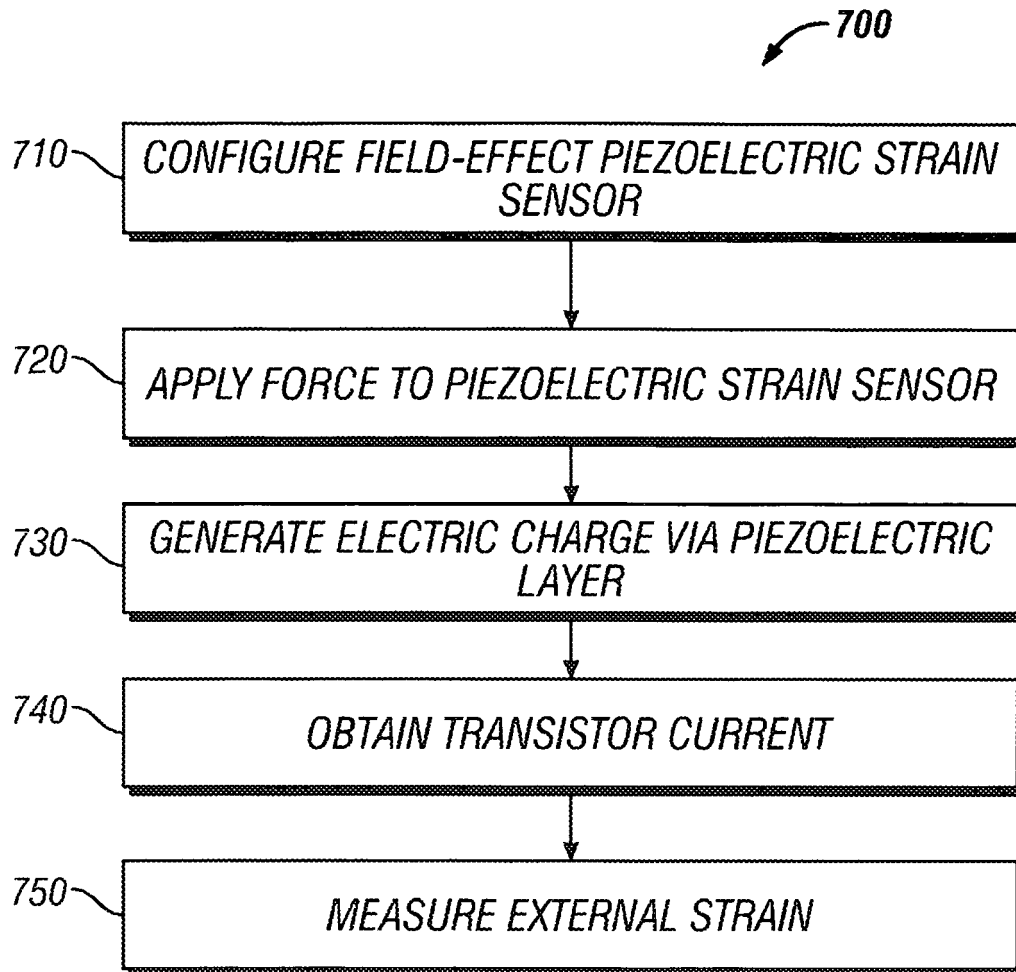 700
710
CONFIGURE FIELD-EFFECT PIEZOELECTRIC STRAIN
SENSOR
720
APPLY FORCE TO PIEZOELECTRIC STRAIN SENSOR
730
GENERATE ELECTRIC CHARGE VIA PIEZOELECTRIC
LAYER
740
OBTAIN TRANSISTOR CURRENT
750
MEASURE EXTERNAL STRAIN